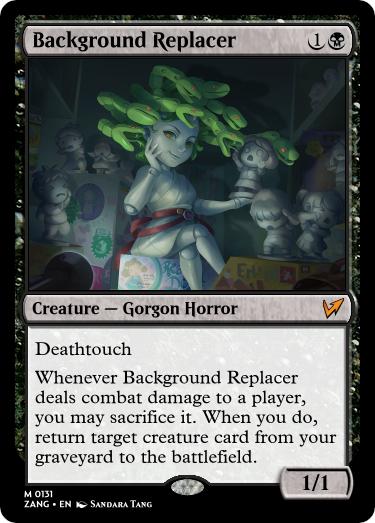 Background Replacer 1
Creature — Gorgon Horror
Deathtouch
Whenever Background Replacer
deals combat damage to a player,
you may sacrifice it. When you do,
return target creature card from your
graveyard to the battlefield.
1/1
M 0131
ZANG • EN Sandara Tang